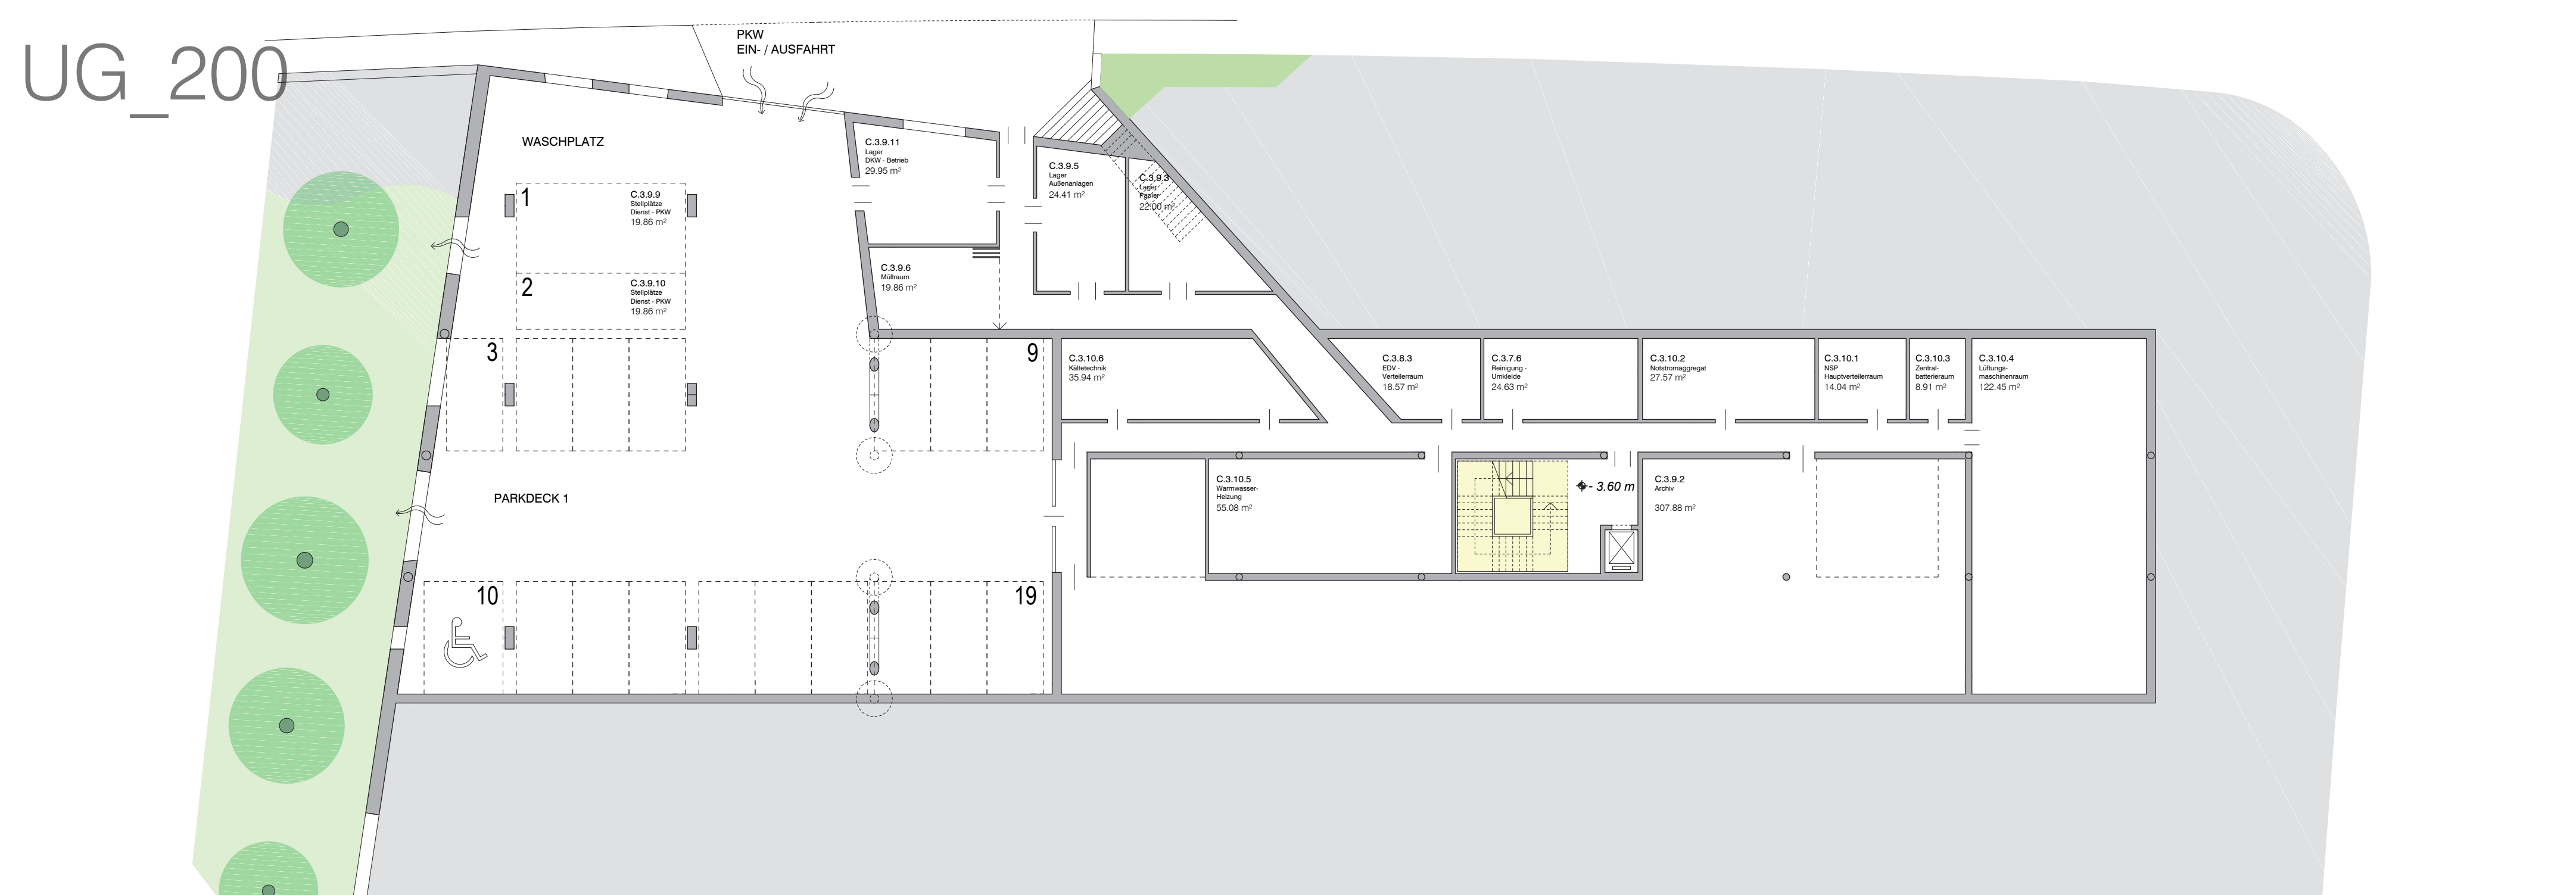 UG_200
PKW
EIN- / AUSFAHRT
WASCHPLATZ
C.3.9.11
Lager
DKW - Betrieb
29.95 m²
C.3.9.5
Lager
Außenanlagen
24.41 m²
C.3.9.3
Lager
Papier
22.00 m²
1
C.3.9.9
Stellplätze
Dienst - PKW
19.86 m²
2
C.3.9.10
Stellplätze
Dienst - PKW
19.86 m²
C.3.9.6
Müllraum
19.86 m²
3
9
C.3.10.6
Kältetechnik
35.94 m²
C.3.8.3
EDV -
Verteilerraum
18.57 m²
C.3.7.6
Reinigung -
Umkleide
24.63 m²
C.3.10.2
Notstromaggregat
27.57 m²
C.3.10.1
NSP
Hauptverteilerraum
14.04 m²
C.3.10.3
Zentral-
batterieraum
8.91 m²
C.3.10.4
Lüftungs-
maschinenraum
122.45 m²
PARKDECK 1
C.3.10.5
Warmwasser-
Heizung
55.08 m²
- 3.60 m
C.3.9.2
Archiv
307.88 m²
10
19